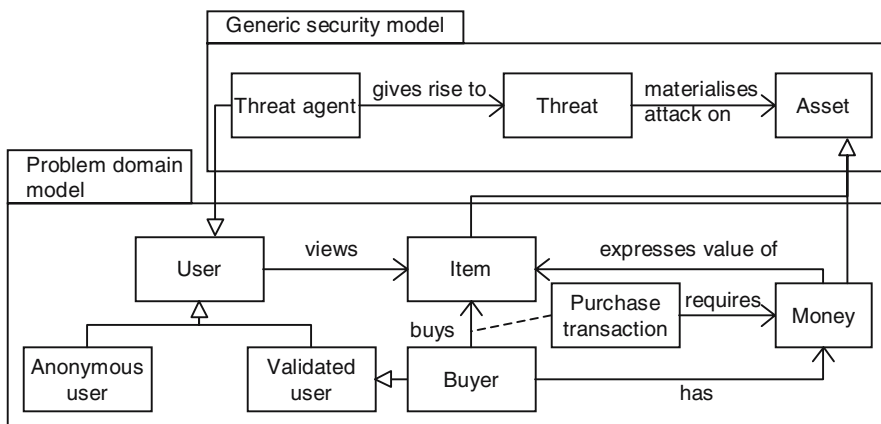 Generic security model
Threat agent
gives rise to
Threat
materialises
attack on
Asset
Problem domain
model
User
views
Item
expresses value of
buys
Purchase
transaction
requires
Money
Anonymous
user
Validated
user
Buyer
has